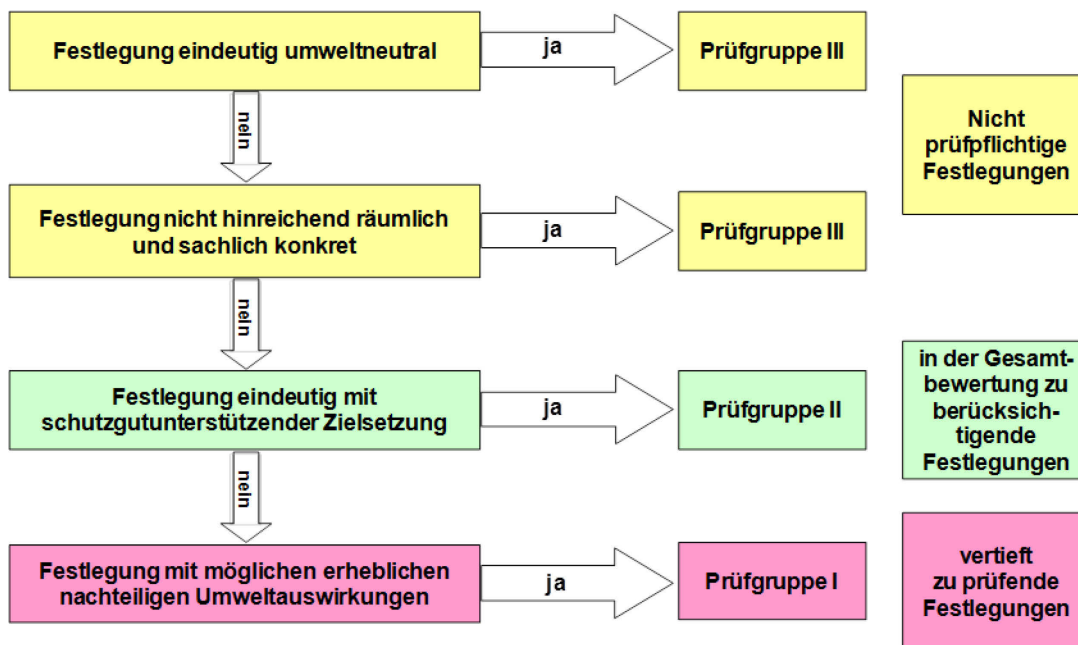 Festlegung eindeutig umweltneutral
ja
Prüfgruppe III
nein
Nicht
prüfpflichtige
Festlegungen
Festlegung nicht hinreichend räumlich
und sachlich konkret
ja
Prüfgruppe III
nein
Festlegung eindeutig mit
schutzgutunterstützender Zielsetzung
ja
Prüfgruppe II
in der Gesamt-
bewertung zu
berücksich-
tigende
Festlegungen
nein
Festlegung mit möglichen erheblichen
nachteiligen Umweltauswirkungen
ja
Prüfgruppe I
vertieft
zu prüfende
Festlegungen